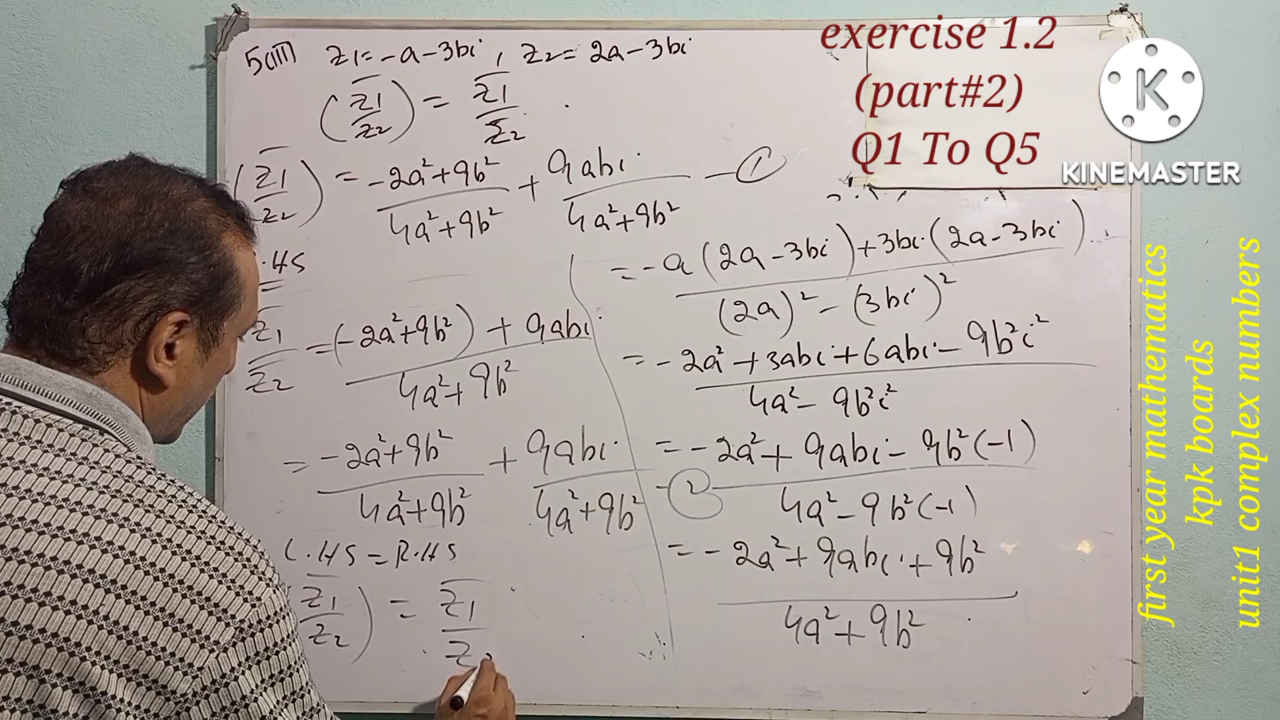 5(iii) z1 = -a-3bi , z2 = 2a-3bi
(z̅1/z2) = z̅1/z̅2
(z̅1/z2) = -2a²+9b²/4a²+9b² + 9abi/4a²+9b² — ①
.HS
z̅1/z̅2 = (-2a²+9b²) + 9abi/4a²+9b²
= -2a²+9b²/4a²+9b² + 9abi/4a²+9b² — ②
L.HS = R.HS
(z̅1/z2) = z̅1/z
= -a(2a-3bi)+3bi(2a-3bi)/(2a)²-(3bi)²
= -2a²+3abi+6abi-9b²i²/4a²-9b²i²
= -2a²+9abi-9b²(-1)/4a²-9b²(-1)
= -2a²+9abi+9b²/4a²+9b²
exercise 1.2
(part#2)
Q1 To Q5
K
KINEMASTER
first year mathematics
kpk boards
unit1 complex numbers